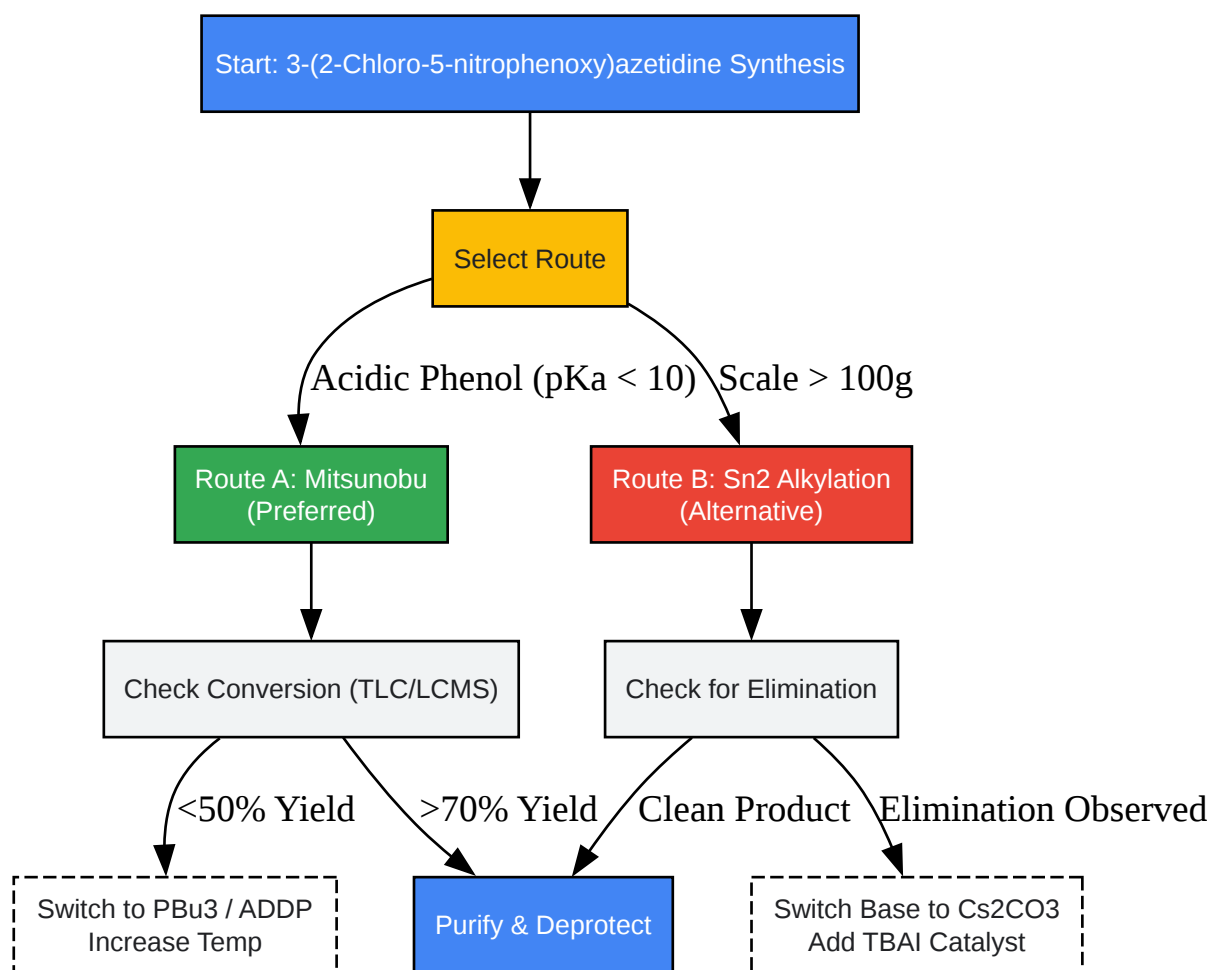 Start: 3-(2-Chloro-5-nitrophenoxy)azetidine Synthesis
Select Route
Acidic Phenol (pKa < 10)
Scale > 100g
Route A: Mitsunobu
(Preferred)
Route B: Sn2 Alkylation
(Alternative)
Check Conversion (TLC/LCMS)
Check for Elimination
<50% Yield
>70% Yield
Clean Product
Elimination Observed
Switch to PBu3 / ADDP
Increase Temp
Purify & Deprotect
Switch Base to Cs2CO3
Add TBAI Catalyst